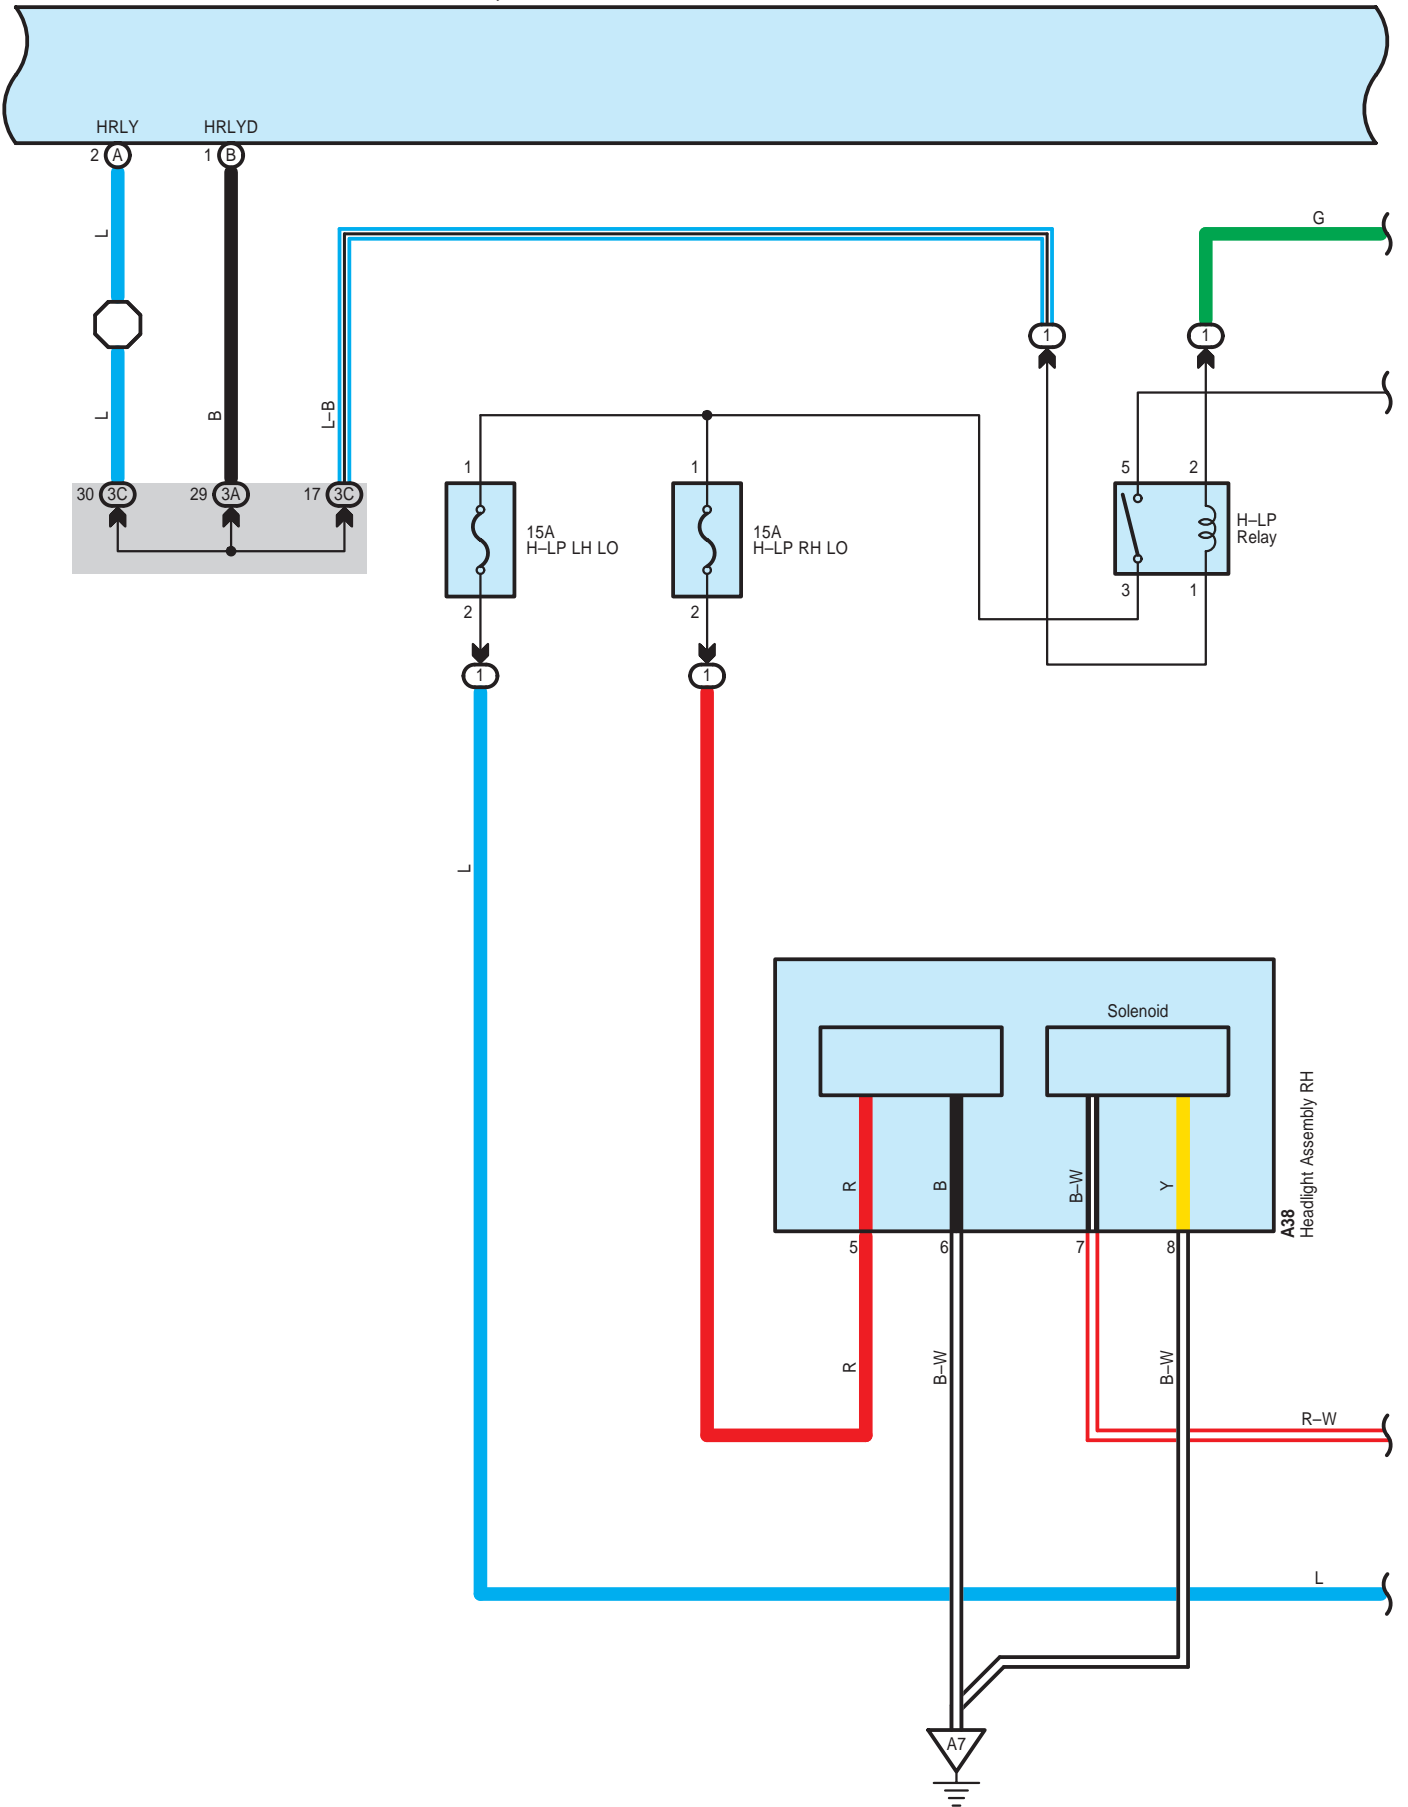 HRLY
HRLYD
2
A
1
B
L
G
1
1
L
B
L–B
30
3C
29
3A
17
3C
1
1
5
2
15A
H–LP LH LO
15A
H–LP RH LO
H–LP
Relay
2
2
3
1
1
1
L
Solenoid
R
B
B–W
Y
A38
Headlight Assembly RH
5
6
7
8
R
B–W
B–W
R–W
L
A7